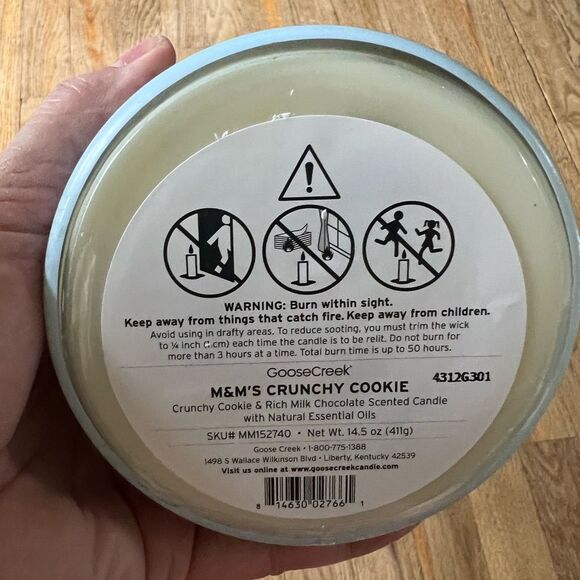 WARNING: Burn within sight.
Keep away from things that catch fire. Keep away from children.
Avoid using in drafty areas. To reduce sooting, you must trim the wick
to ¼ inch (1 cm) each time the candle is to be relit. Do not burn for
more than 3 hours at a time. Total burn time is up to 50 hours.
GooseCreek®
M&M'S CRUNCHY COOKIE
4312G301
Crunchy Cookie & Rich Milk Chocolate Scented Candle
with Natural Essential Oils
SKU# MM152740 • Net Wt. 14.5 oz (411g)
Goose Creek • 1-800-775-1388
1498 S Wallace Wilkinson Blvd • Liberty, Kentucky 42539
Visit us online at www.goosecreekcandle.com
8 14630 02766 1